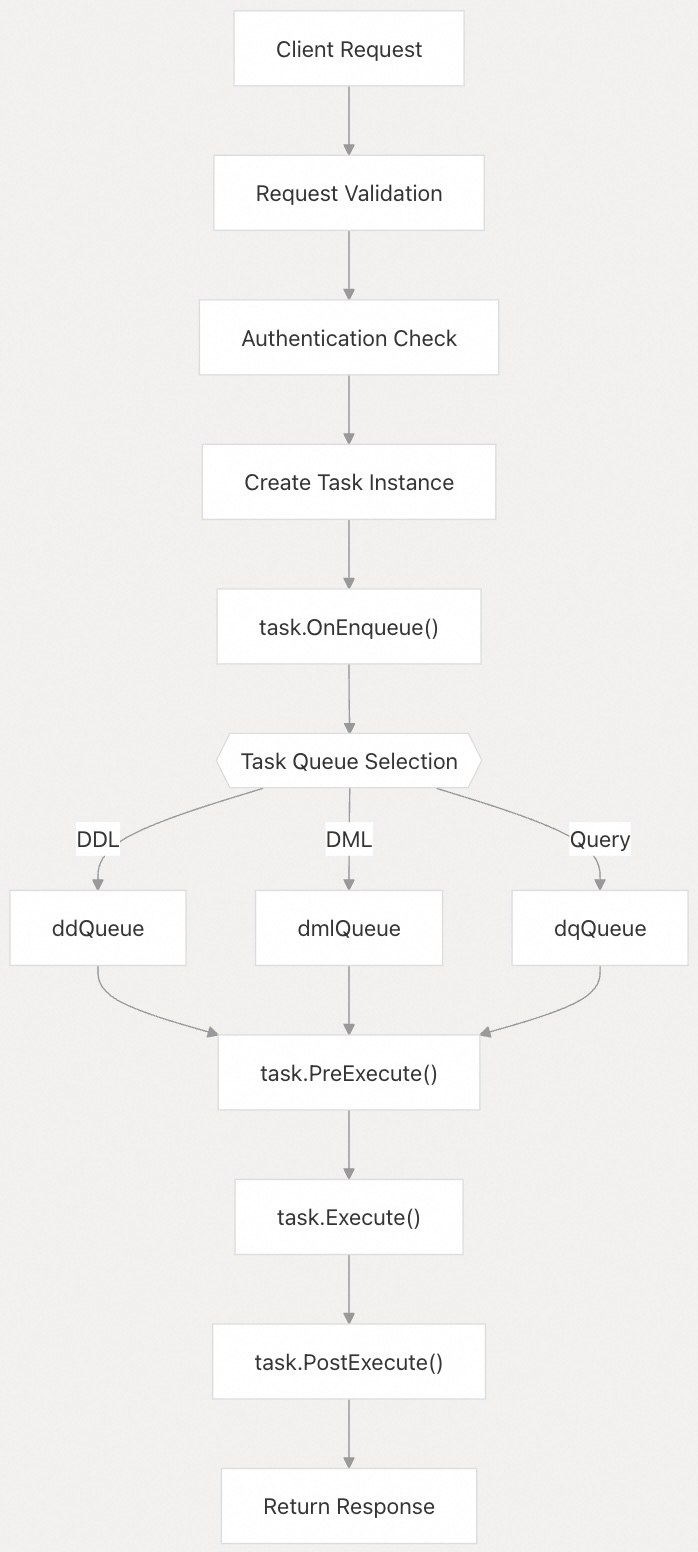 Client Request
Request Validation
Authentication Check
Create Task Instance
task.OnEnqueue()
Task Queue Selection
DDL
DML
Query
ddQueue
dmlQueue
dqQueue
task.PreExecute()
task.Execute()
task.PostExecute()
Return Response